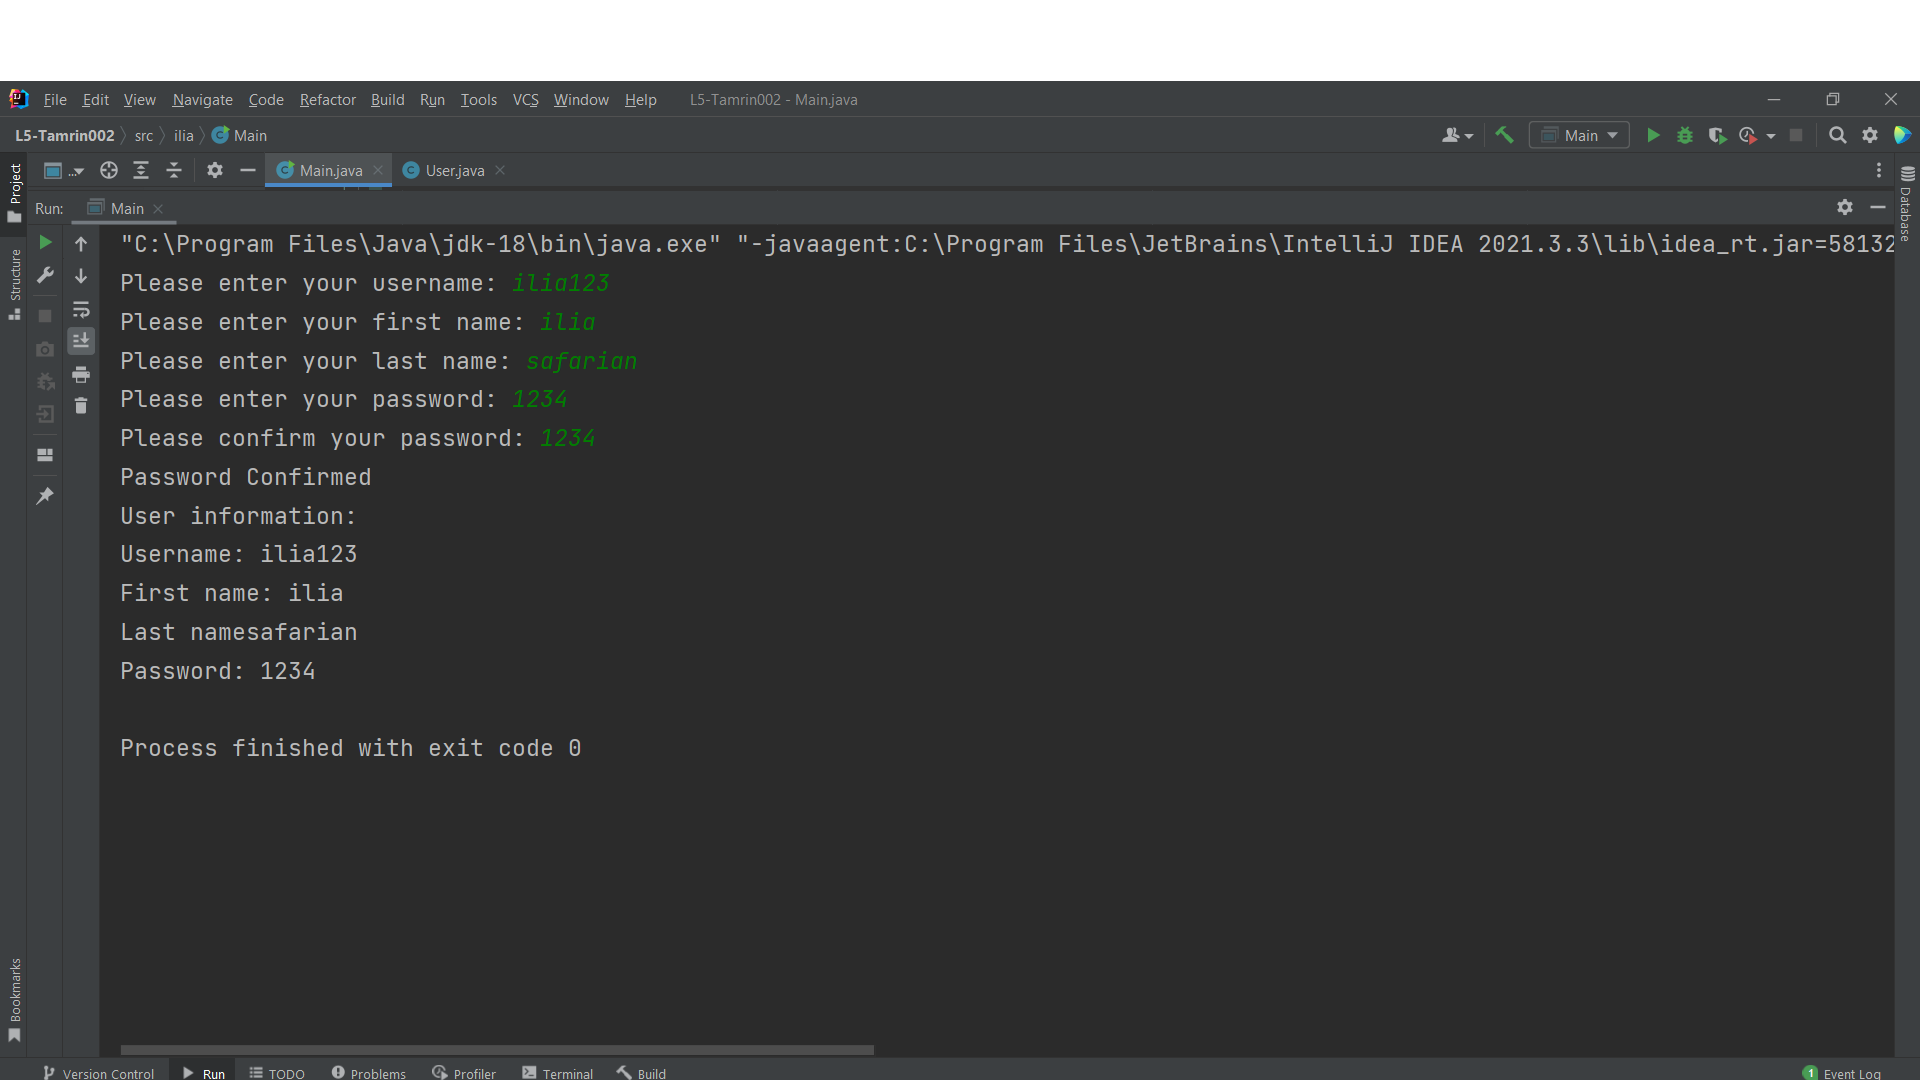 File Edit View Navigate Code Refactor Build Run Tools VCS Window Help L5-Tamrin002 - Main.java
L5-Tamrin002 src ilia Main
Main
Project
Main.java User.java
Database
Run: Main
Structure
"C:\Program Files\Java\jdk-18\bin\java.exe" "-javaagent:C:\Program Files\JetBrains\IntelliJ IDEA 2021.3.3\lib\idea_rt.jar=58132
Please enter your username: ilia123
Please enter your first name: ilia
Please enter your last name: safarian
Please enter your password: 1234
Please confirm your password: 1234
Password Confirmed
User information:
Username: ilia123
First name: ilia
Last namesafarian
Password: 1234
Process finished with exit code 0
Bookmarks
Version Control Run TODO Problems Profiler Terminal Build 1 Event Log